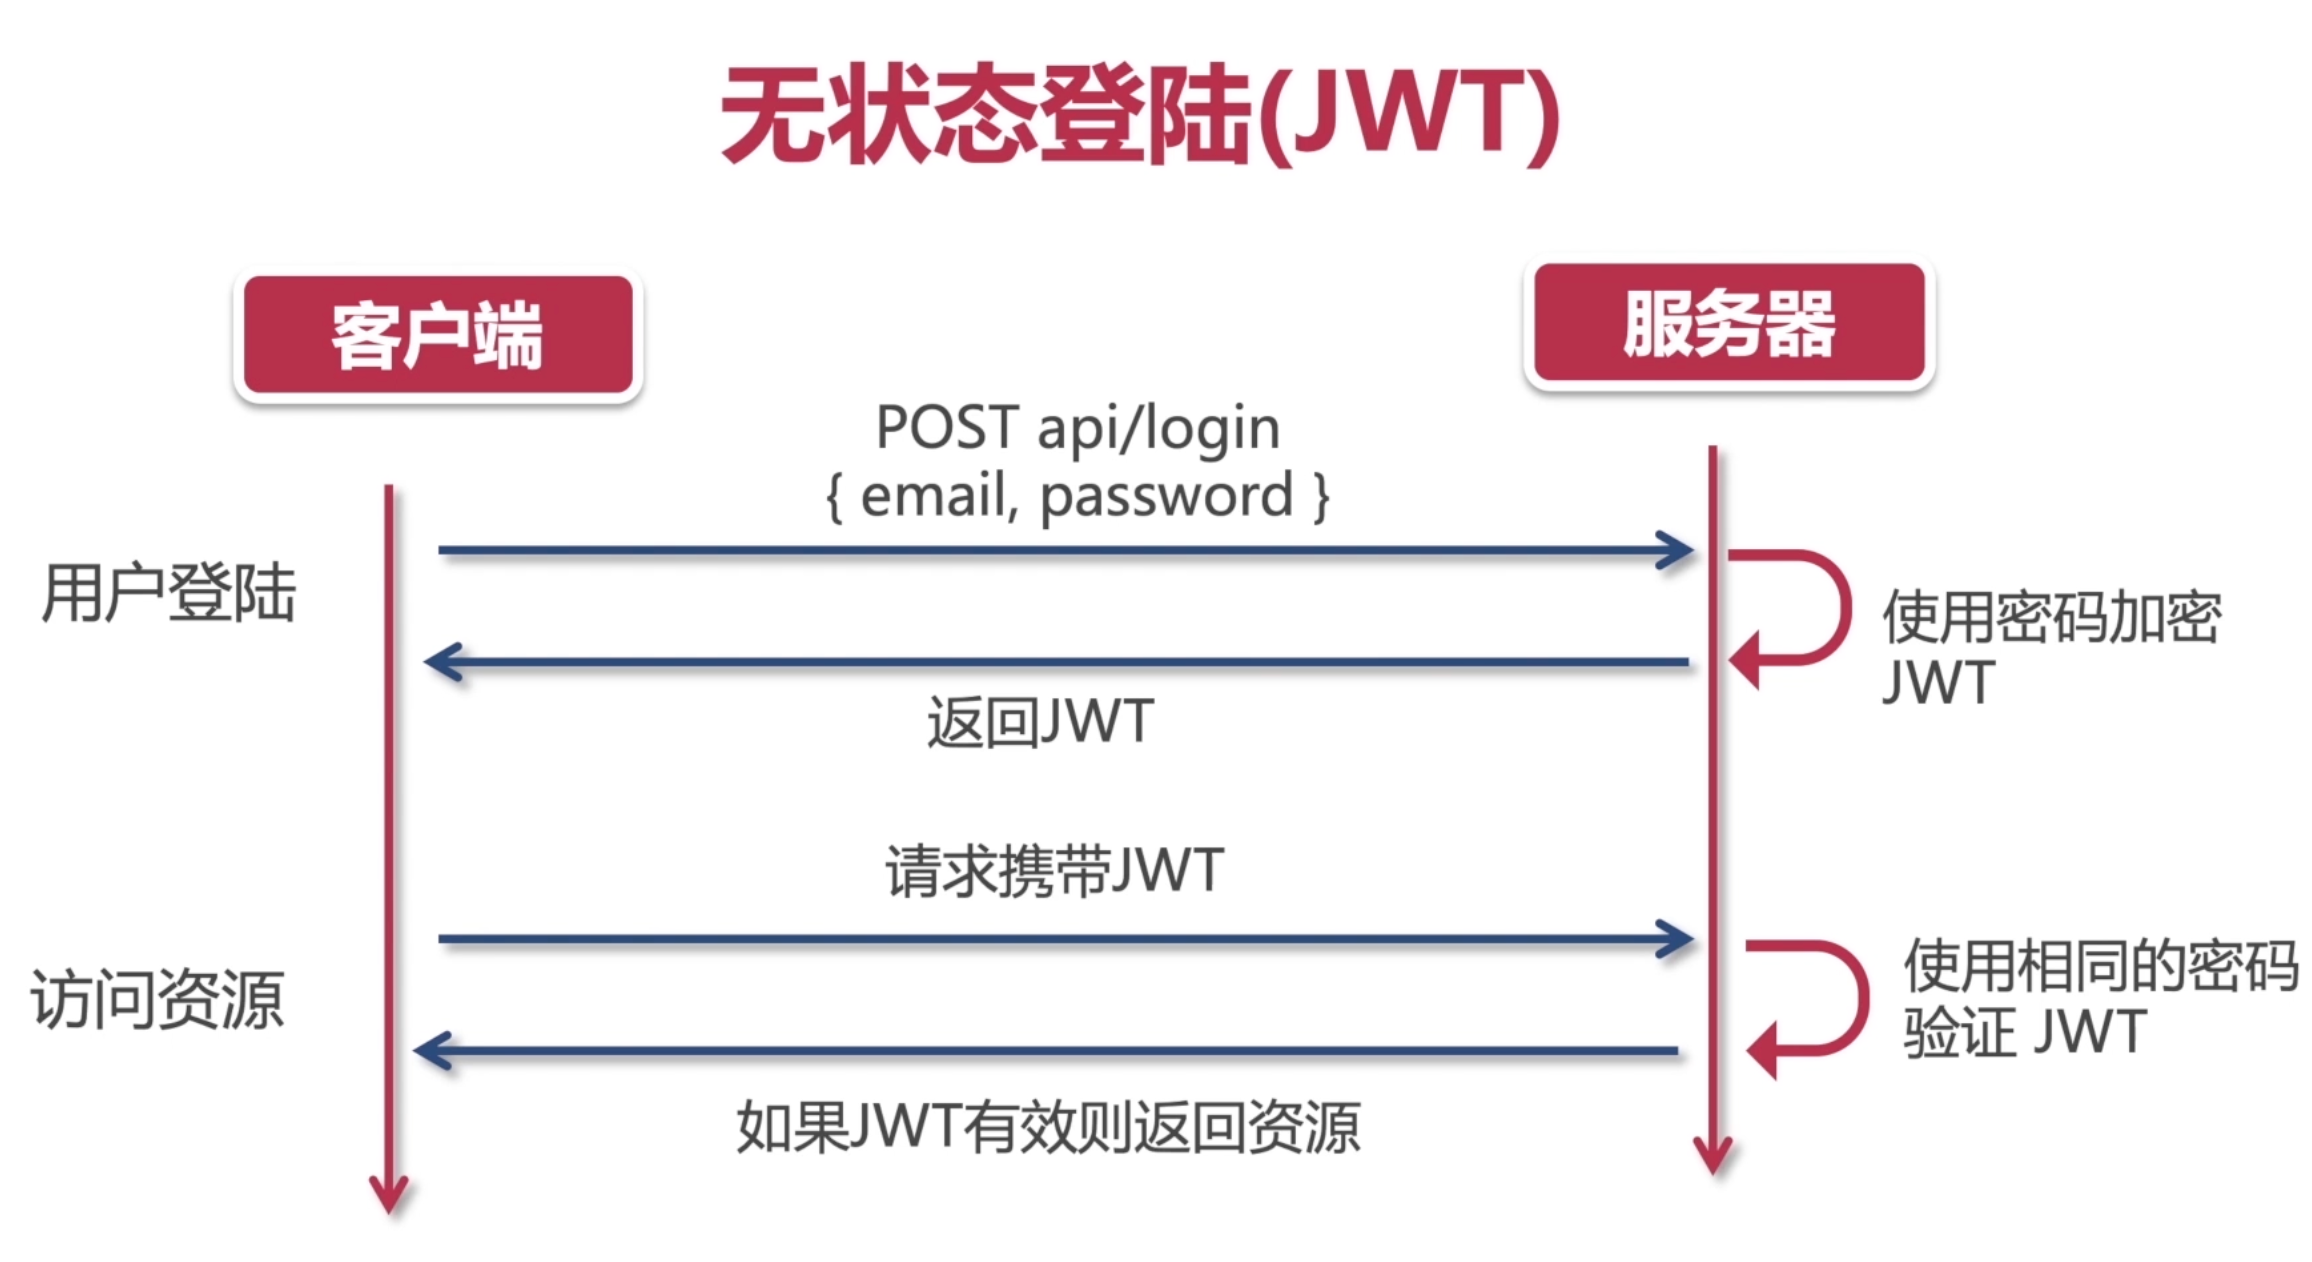 无状态登陆(JWT)
客户端
服务器
POST api/login
{ email, password }
用户登陆
使用密码加密
JWT
返回JWT
请求携带JWT
访问资源
使用相同的密码
验证 JWT
如果JWT有效则返回资源